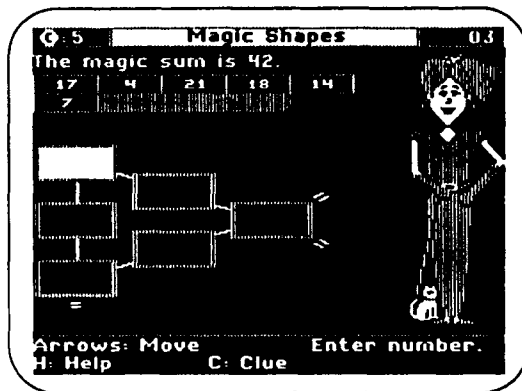 C: 5 Magic Shapes 03
The magic sum is 42.
17 4 21 18 14
7
=
=
=
Arrows: Move Enter number.
H: Help C: Clue